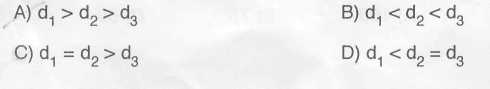 A) d₁ > d₂ > d₃ B) d₁ < d₂ < d₃
C) d₁ = d₂ > d₃ D) d₁ < d₂ = d₃